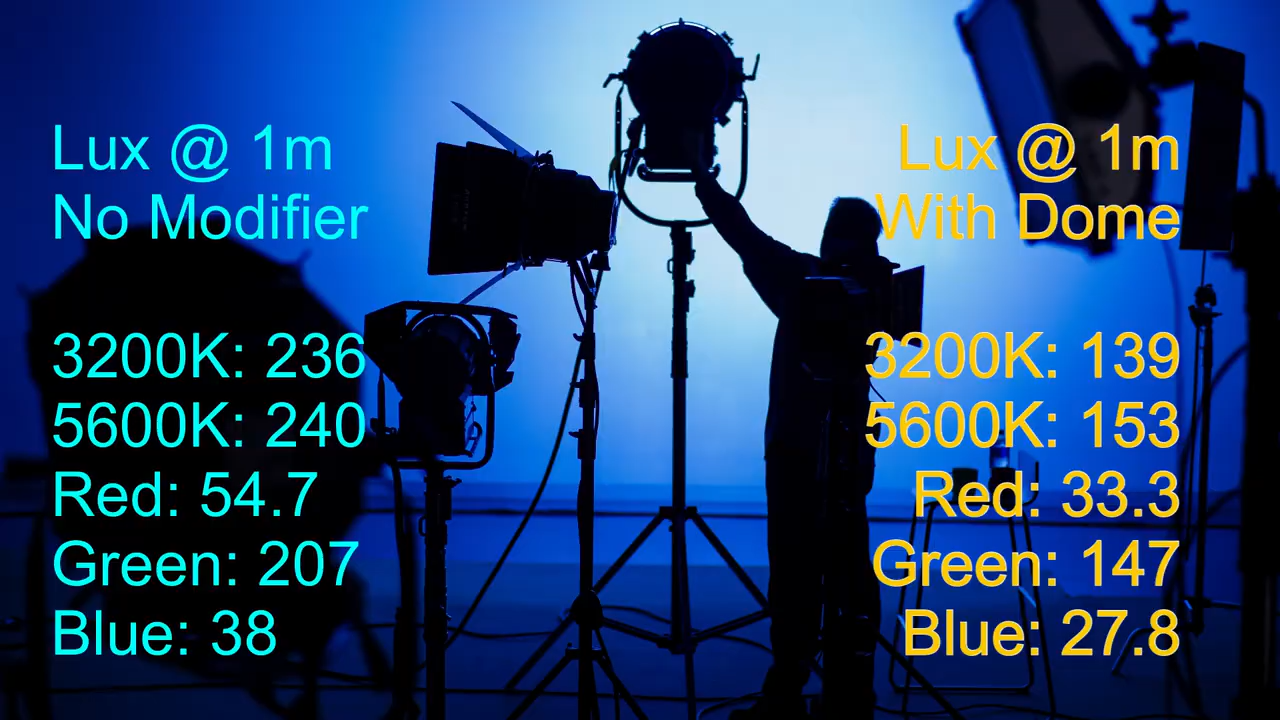 Lux @ 1m
No Modifier
3200K: 236
5600K: 240
Red: 54.7
Green: 207
Blue: 38
Lux @ 1m
With Dome
3200K: 139
5600K: 153
Red: 33.3
Green: 147
Blue: 27.8